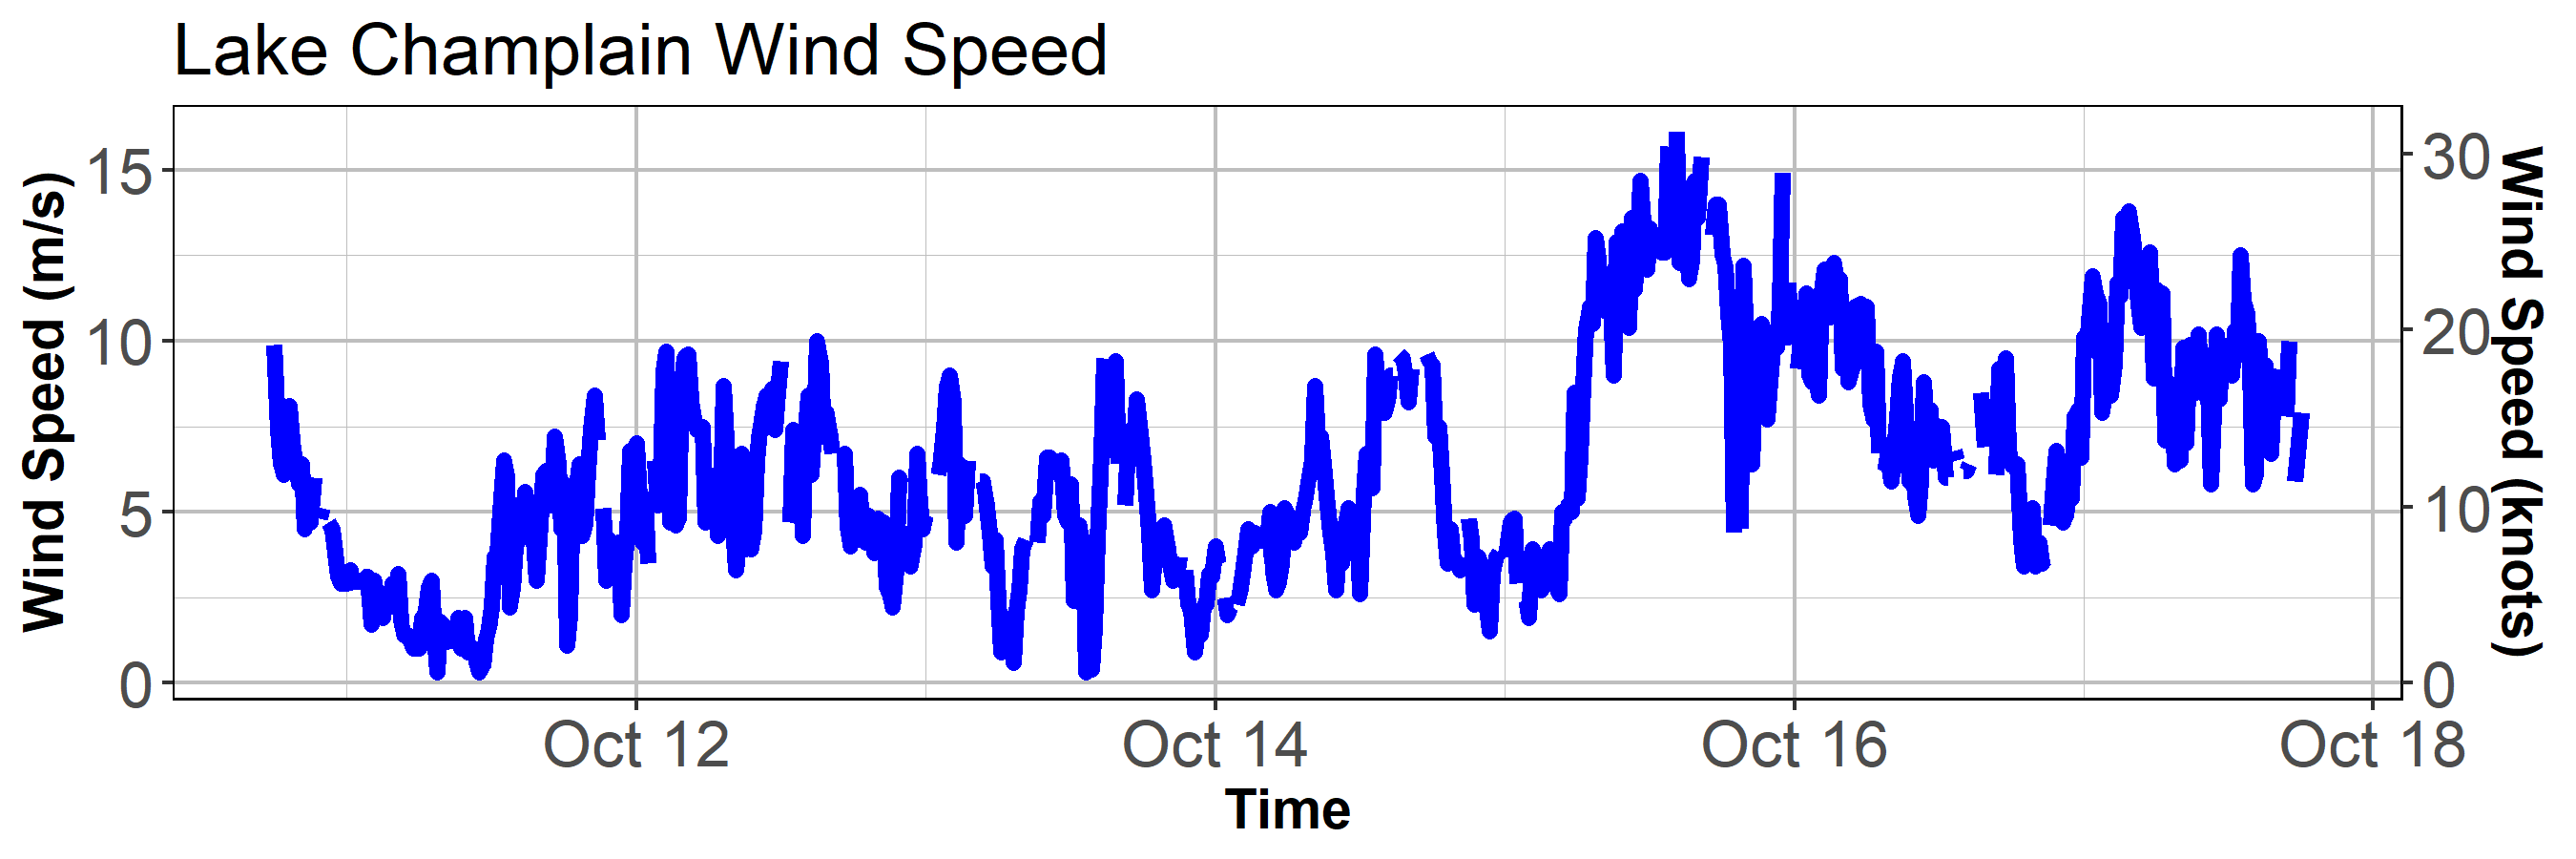 Lake Champlain Wind Speed
Wind Speed (m/s)
15
10
5
0
30
20
10
0
Wind Speed (knots)
Oct 12
Oct 14
Oct 16
Oct 18
Time